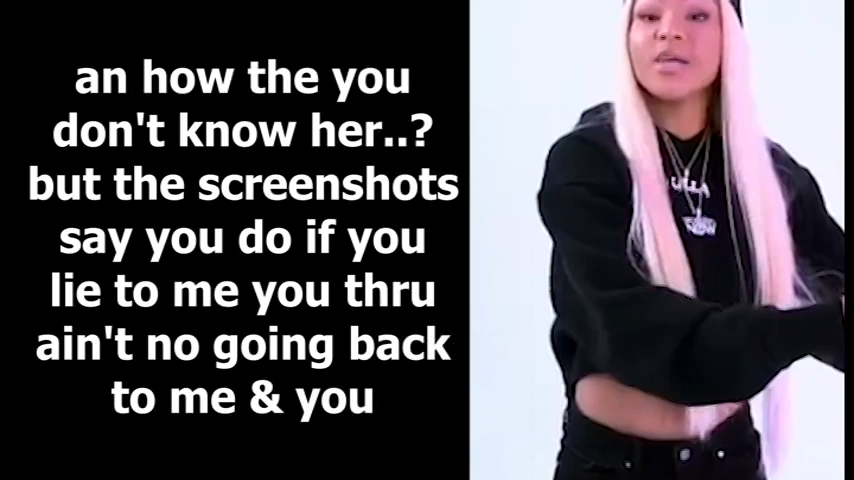 an how the you
don't know her..?
but the screenshots
say you do if you
lie to me you thru
ain't no going back
to me & you